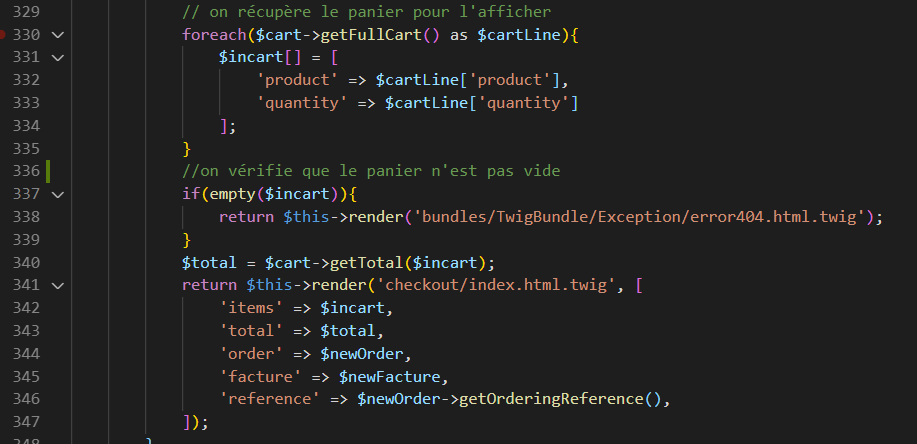 329 // on récupère le panier pour l'afficher
330 foreach($cart->getFullCart() as $cartLine){
331 $incart[] = [
332 'product' => $cartLine['product'],
333 'quantity' => $cartLine['quantity']
334 ];
335 }
336 //on vérifie que le panier n'est pas vide
337 if(empty($incart)){
338 return $this->render('bundles/TwigBundle/Exception/error404.html.twig');
339 }
340 $total = $cart->getTotal($incart);
341 return $this->render('checkout/index.html.twig', [
342 'items' => $incart,
343 'total' => $total,
344 'order' => $newOrder,
345 'facture' => $newFacture,
346 'reference' => $newOrder->getOrderingReference(),
347 ]);
348 }